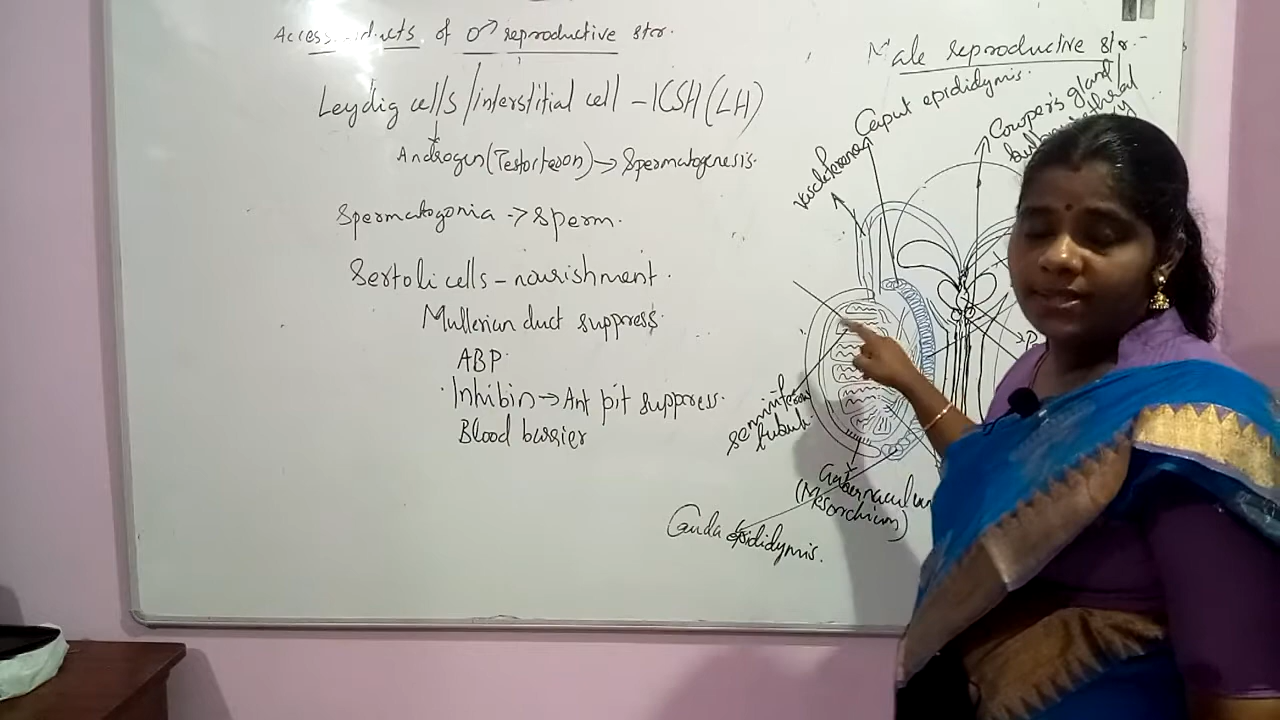 of ♂ reproductive str.
Leydig cells/interstitial cell - ICSH (LH)
Androgen (Testosteron) → Spermatogenesis.
Spermatogonia → Sperm.
Sertoli cells - nourishment.
Mullerian duct suppress.
ABP.
Inhibin → Ant pit suppress.
Blood barrier
Male reproductive str.
Caput epididymis.
Cowper's gland
Vas deferens
(Mesorchium)
Cauda epididymis.